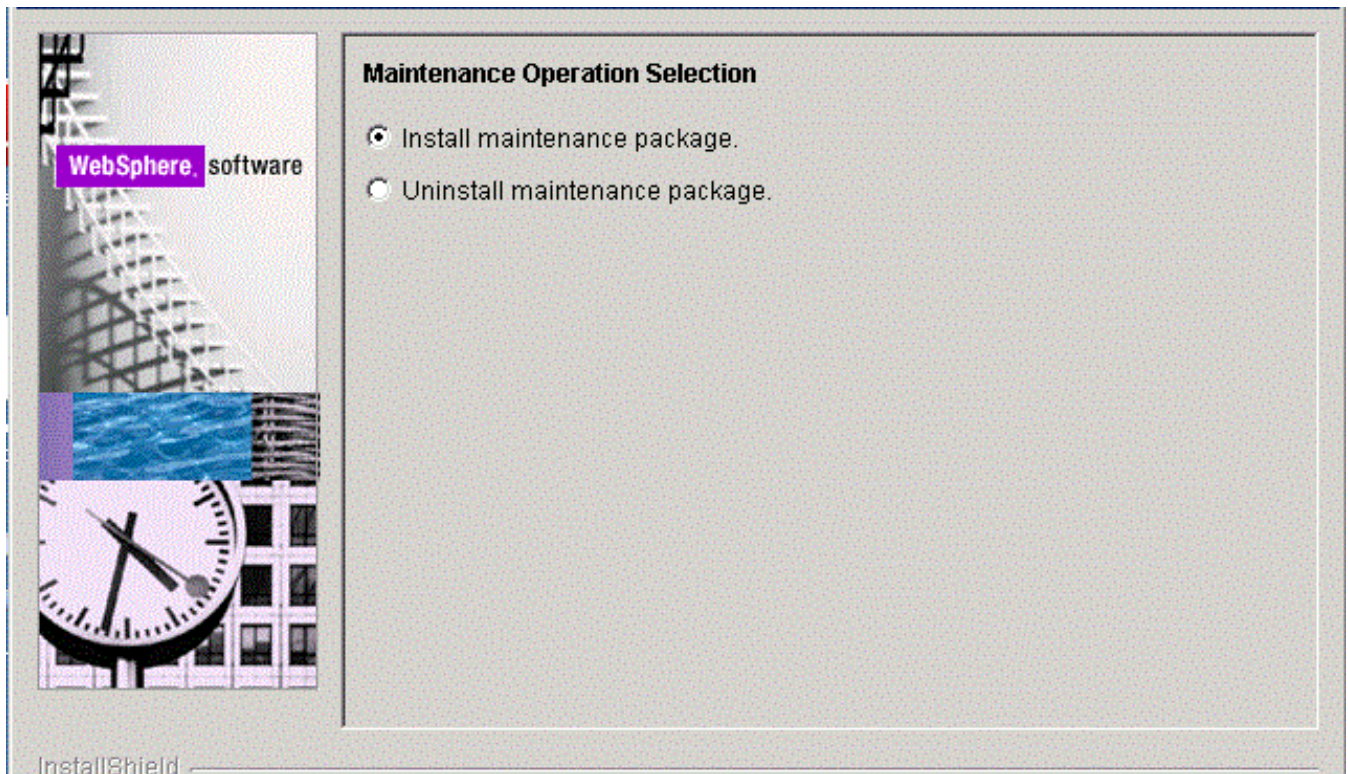 Maintenance Operation Selection
Install maintenance package.
Uninstall maintenance package.
WebSphere. software
InstallShield